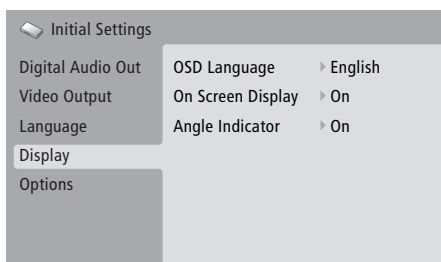 Initial Settings
Digital Audio Out
Video Output
Language
Display
Options
OSD Language English
On Screen Display On
Angle Indicator On